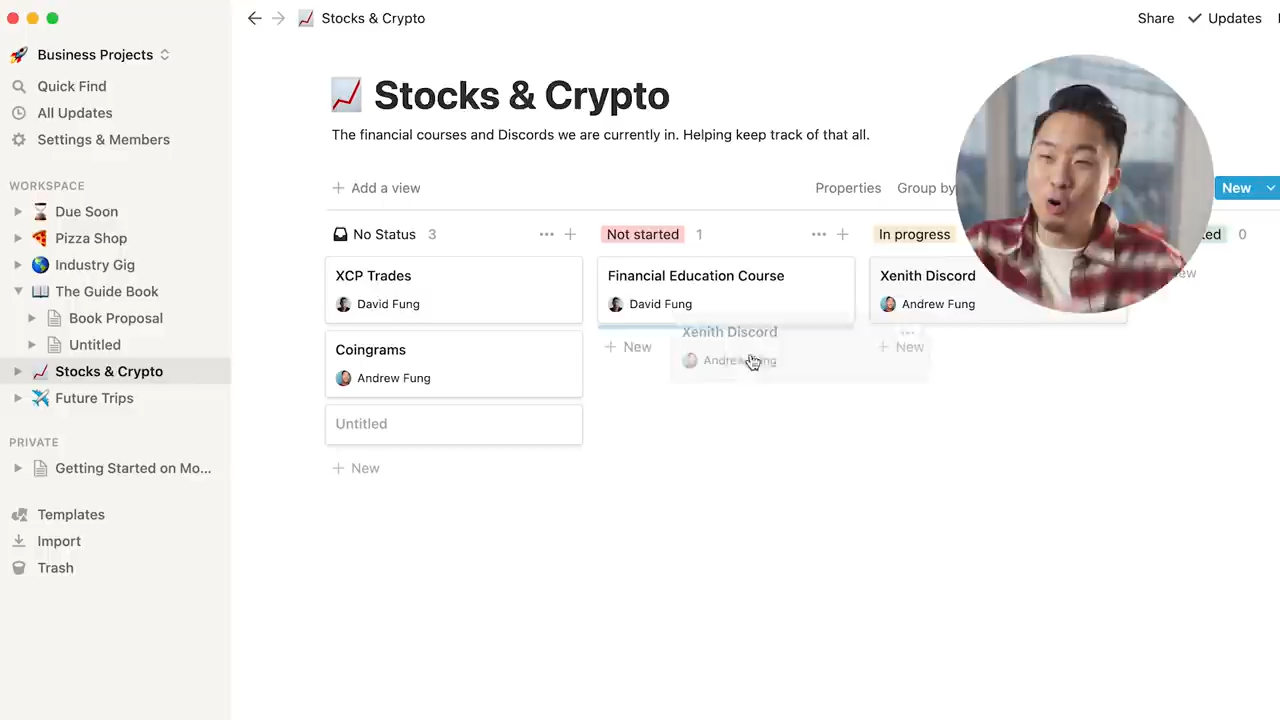 Stocks & Crypto
Share
Updates
Business Projects
Quick Find
All Updates
Settings & Members
WORKSPACE
Due Soon
Pizza Shop
Industry Gig
The Guide Book
Book Proposal
Untitled
Stocks & Crypto
Future Trips
PRIVATE
Getting Started on Mo...
Templates
Import
Trash
Stocks & Crypto
The financial courses and Discords we are currently in. Helping keep track of that all.
Add a view
Properties
Group by
New
No Status 3
XCP Trades
David Fung
Coingrams
Andrew Fung
Untitled
New
Not started 1
Financial Education Course
David Fung
New
Xenith Discord
In progress
Xenith Discord
Andrew Fung
New
0